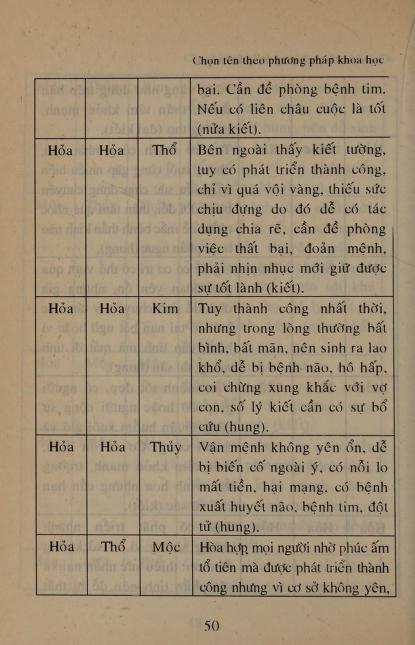 Chọn tên theo phương pháp khoa học
bại. Cần đề phòng bệnh tim.
Nếu có liên châu cuộc là tốt
(nửa kiết).
Hỏa Hỏa Thổ Bên ngoài thấy kiết tường,
tuy có phát triển thành công,
chỉ vì quá vội vàng, thiếu sức
chịu đựng do đó dễ có tác
dụng chia rẽ, cần đề phòng
việc thất bại, đoản mệnh,
phải nhịn nhục mới giữ được
sự tốt lành (kiết).
Hỏa Hỏa Kim Tuy thành công nhất thời,
nhưng trong lòng thường bất
bình, bất mãn, nên sinh ra lao
khổ, dễ bị bệnh não, hô hấp,
coi chừng xung khắc với vợ
con, số lý kiết cần có sự bổ
cứu (hung).
Hỏa Hỏa Thủy Vận mệnh không yên ổn, dễ
bị biến cố ngoài ý, có nỗi lo
mất tiền, hại mạng, có bệnh
xuất huyết não, bệnh tim, đột
tử (hung).
Hỏa Thổ Mộc Hòa hợp, mọi người nhờ phúc ấm
tổ tiên mà được phát triển thành
công nhưng vì cơ sở không yên,
50